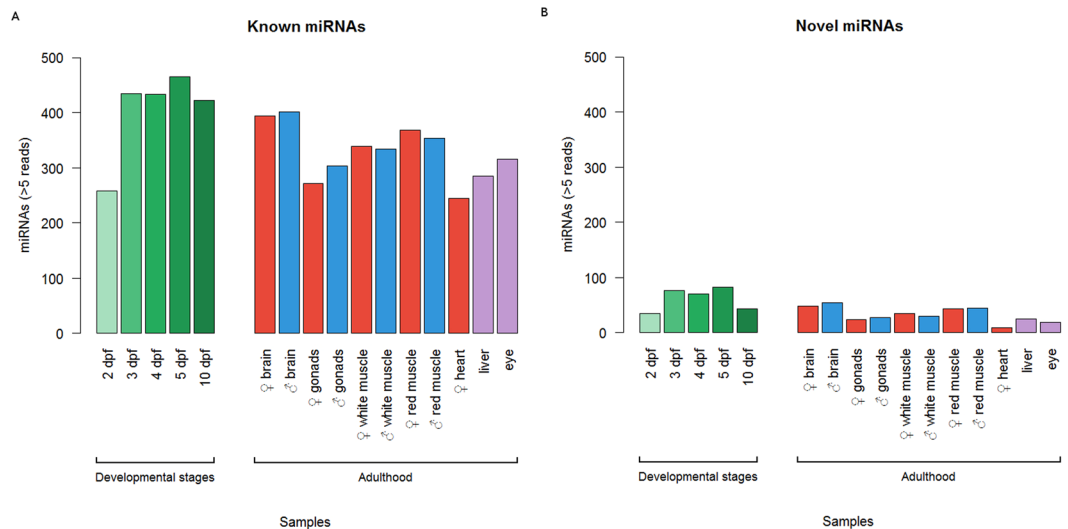 A
Known miRNAs
miRNAs (>5 reads)
500
400
300
200
100
0
2 dpf
3 dpf
4 dpf
5 dpf
10 dpf
♀ brain
♂ brain
♀ gonads
♂ gonads
♀ white muscle
♂ white muscle
♀ red muscle
♂ red muscle
♀ heart
liver
eye
Developmental stages
Adulthood
Samples
B
Novel miRNAs
miRNAs (>5 reads)
500
400
300
200
100
0
2 dpf
3 dpf
4 dpf
5 dpf
10 dpf
♀ brain
♂ brain
♀ gonads
♂ gonads
♀ white muscle
♂ white muscle
♀ red muscle
♂ red muscle
♀ heart
liver
eye
Developmental stages
Adulthood
Samples